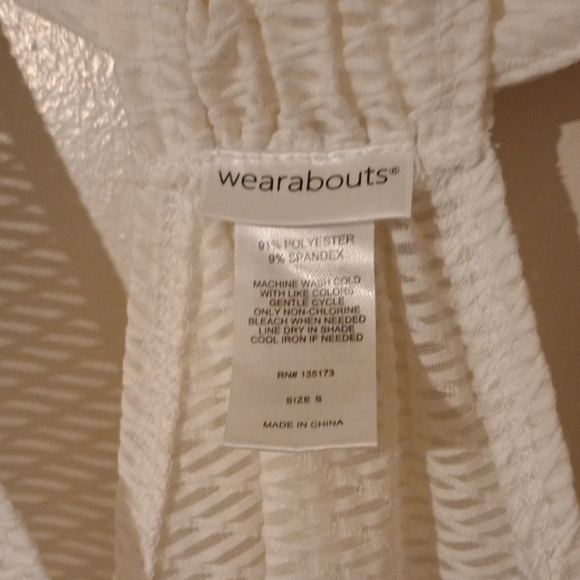 wearabouts®
91% POLYESTER
9% SPANDEX
MACHINE WASH COLD
WITH LIKE COLORS
GENTLE CYCLE
ONLY NON-CHLORINE
BLEACH WHEN NEEDED
LINE DRY IN SHADE
COOL IRON IF NEEDED
RN# 135173
SIZE S
MADE IN CHINA